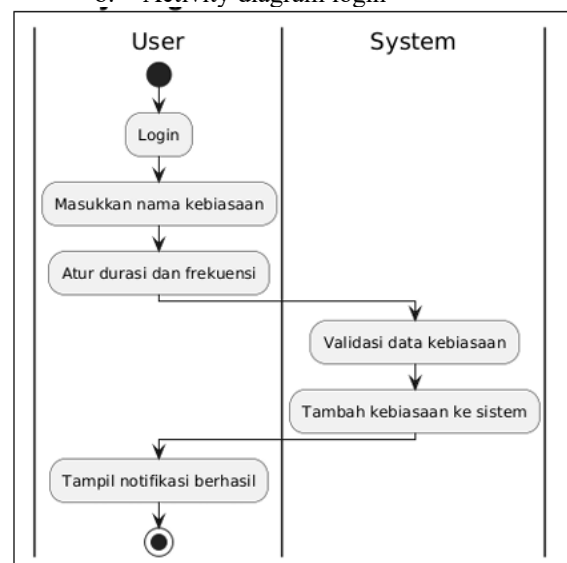 Activity diagram login
User
System
Login
Masukkan nama kebiasaan
Atur durasi dan frekuensi
Validasi data kebiasaan
Tambah kebiasaan ke sistem
Tampil notifikasi berhasil